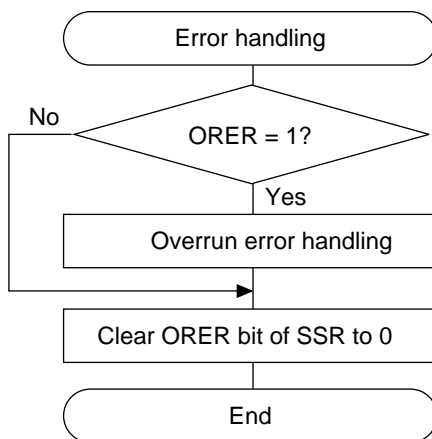 Error handling
No
ORER = 1?
Yes
Overrun error handling
Clear ORER bit of SSR to 0
End